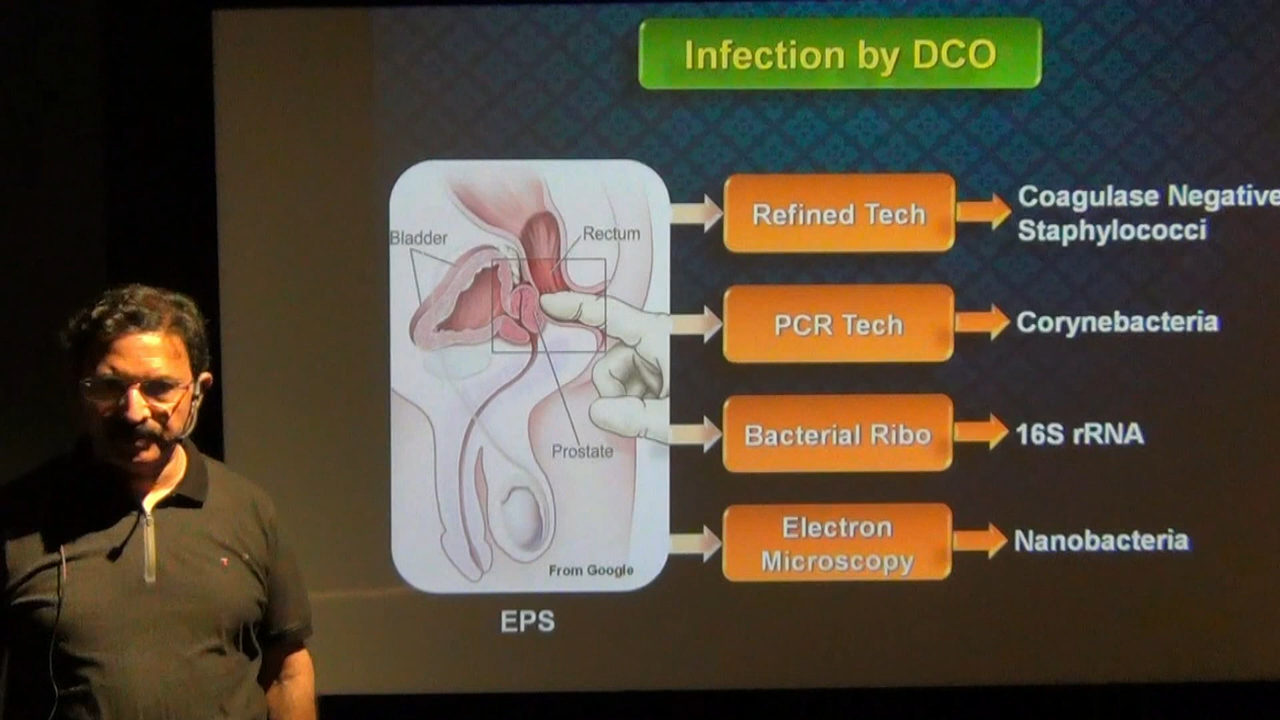 Infection by DCO
Bladder
Rectum
Prostate
From Google
EPS
Refined Tech
Coagulase Negative
Staphylococci
PCR Tech
Corynebacteria
Bacterial Ribo
16S rRNA
Electron
Microscopy
Nanobacteria